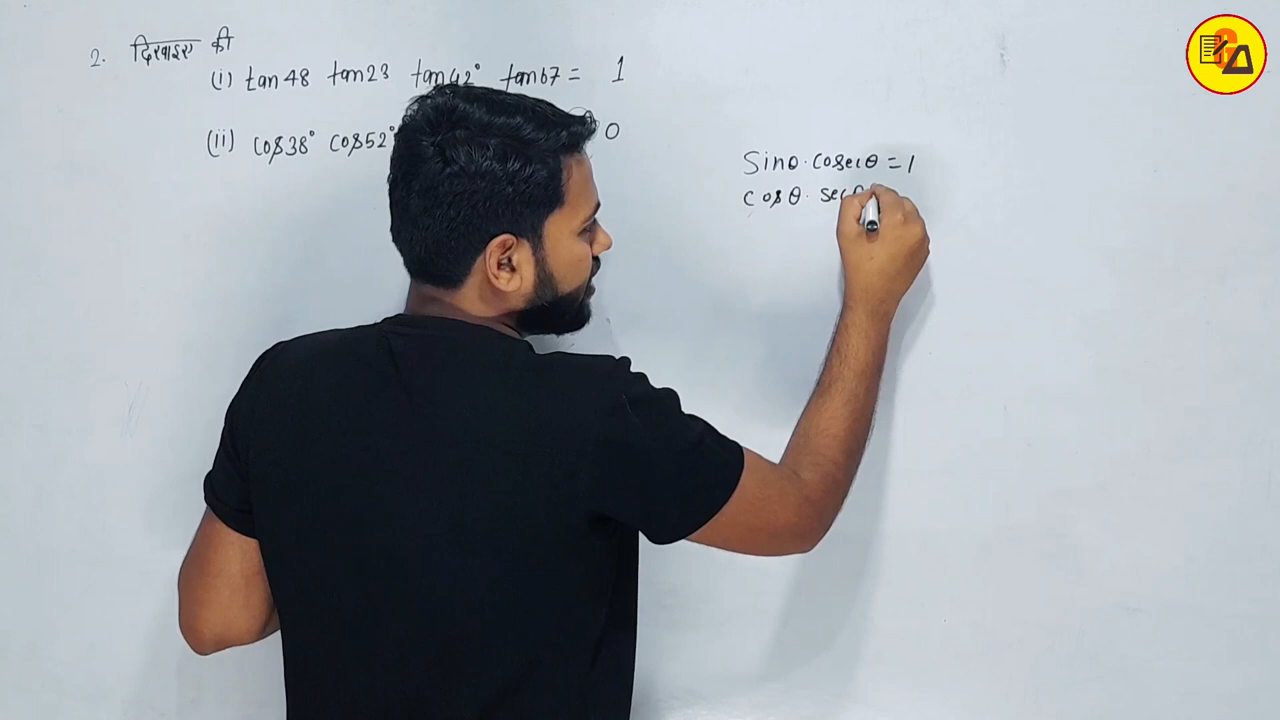 2. दिखाइए की
(i) tan 48 tan 23 tan 42° tan 67 = 1
(ii) cos 38° cos 52° 0
Sinθ · cosecθ = 1
cosθ · sec